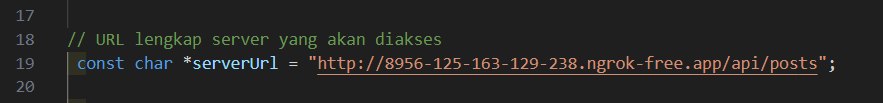 17
18 // URL lengkap server yang akan diakses
19 const char *serverUrl = "http://8956-125-163-129-238.ngrok-free.app/api/posts";
20